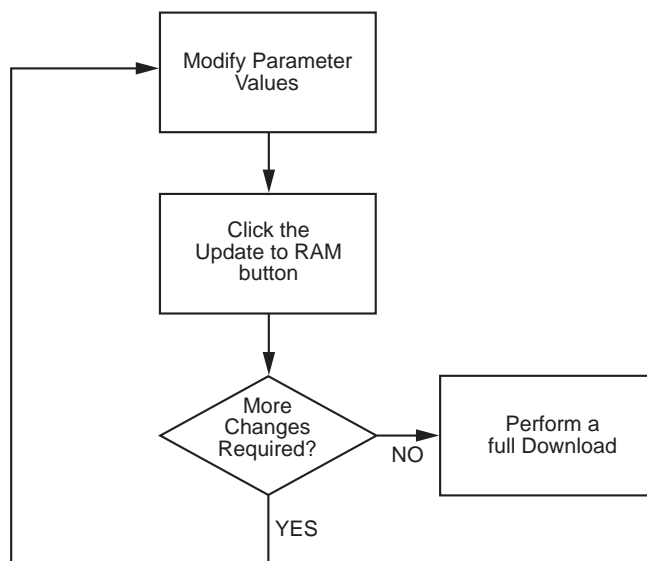 Modify Parameter
Values
Click the
Update to RAM
button
More
Changes
Required?
NO
Perform a
full Download
YES